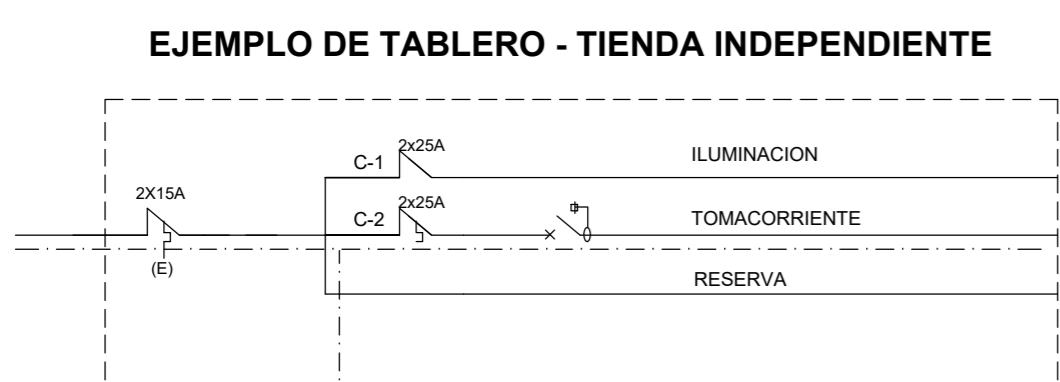 EJEMPLO DE TABLERO - TIENDA INDEPENDIENTE
2x25A
C-1
ILUMINACION
2X15A
2x25A
C-2
TOMACORRIENTE
(E)
RESERVA